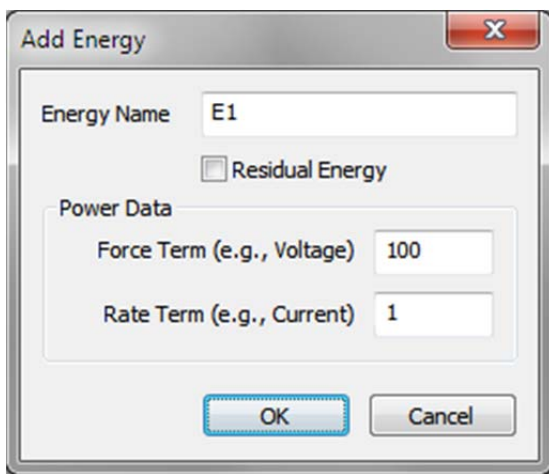 Add Energy
Energy Name E1
Residual Energy
Power Data
Force Term (e.g., Voltage) 100
Rate Term (e.g., Current) 1
OK Cancel